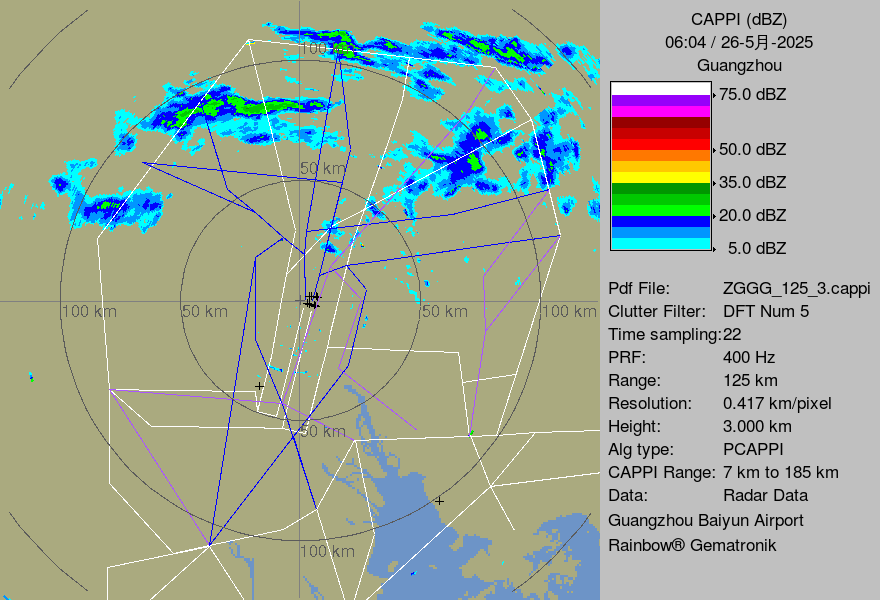 CAPPI (dBZ)
06:04 / 26-5月-2025
Guangzhou
75.0 dBZ
50.0 dBZ
35.0 dBZ
20.0 dBZ
5.0 dBZ
Pdf File: ZGGG_125_3.cappi
Clutter Filter: DFT Num 5
Time sampling:22
PRF: 400 Hz
Range: 125 km
Resolution: 0.417 km/pixel
Height: 3.000 km
Alg type: PCAPPI
CAPPI Range: 7 km to 185 km
Data: Radar Data
Guangzhou Baiyun Airport
Rainbow® Gematronik
100 km
50 km
100 km
50 km
50 km
100 km
50 km
100 km